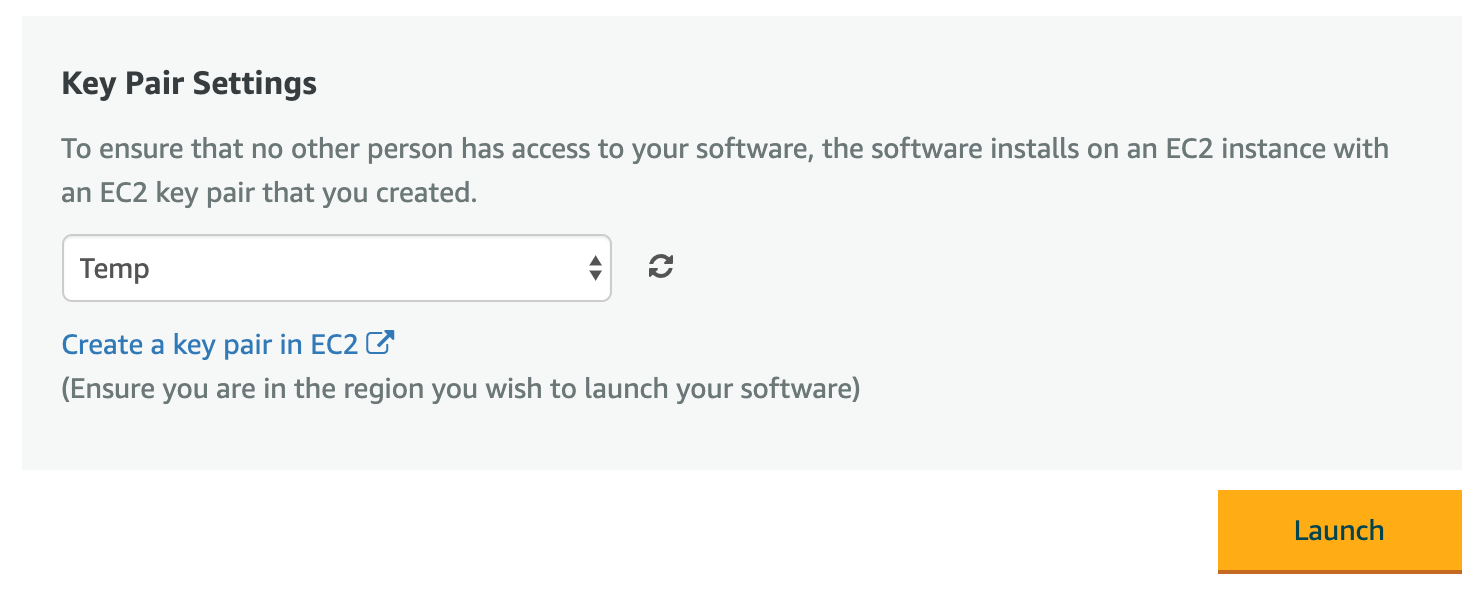 Key Pair Settings
To ensure that no other person has access to your software, the software installs on an EC2 instance with
an EC2 key pair that you created.
Temp
Create a key pair in EC2
(Ensure you are in the region you wish to launch your software)
Launch